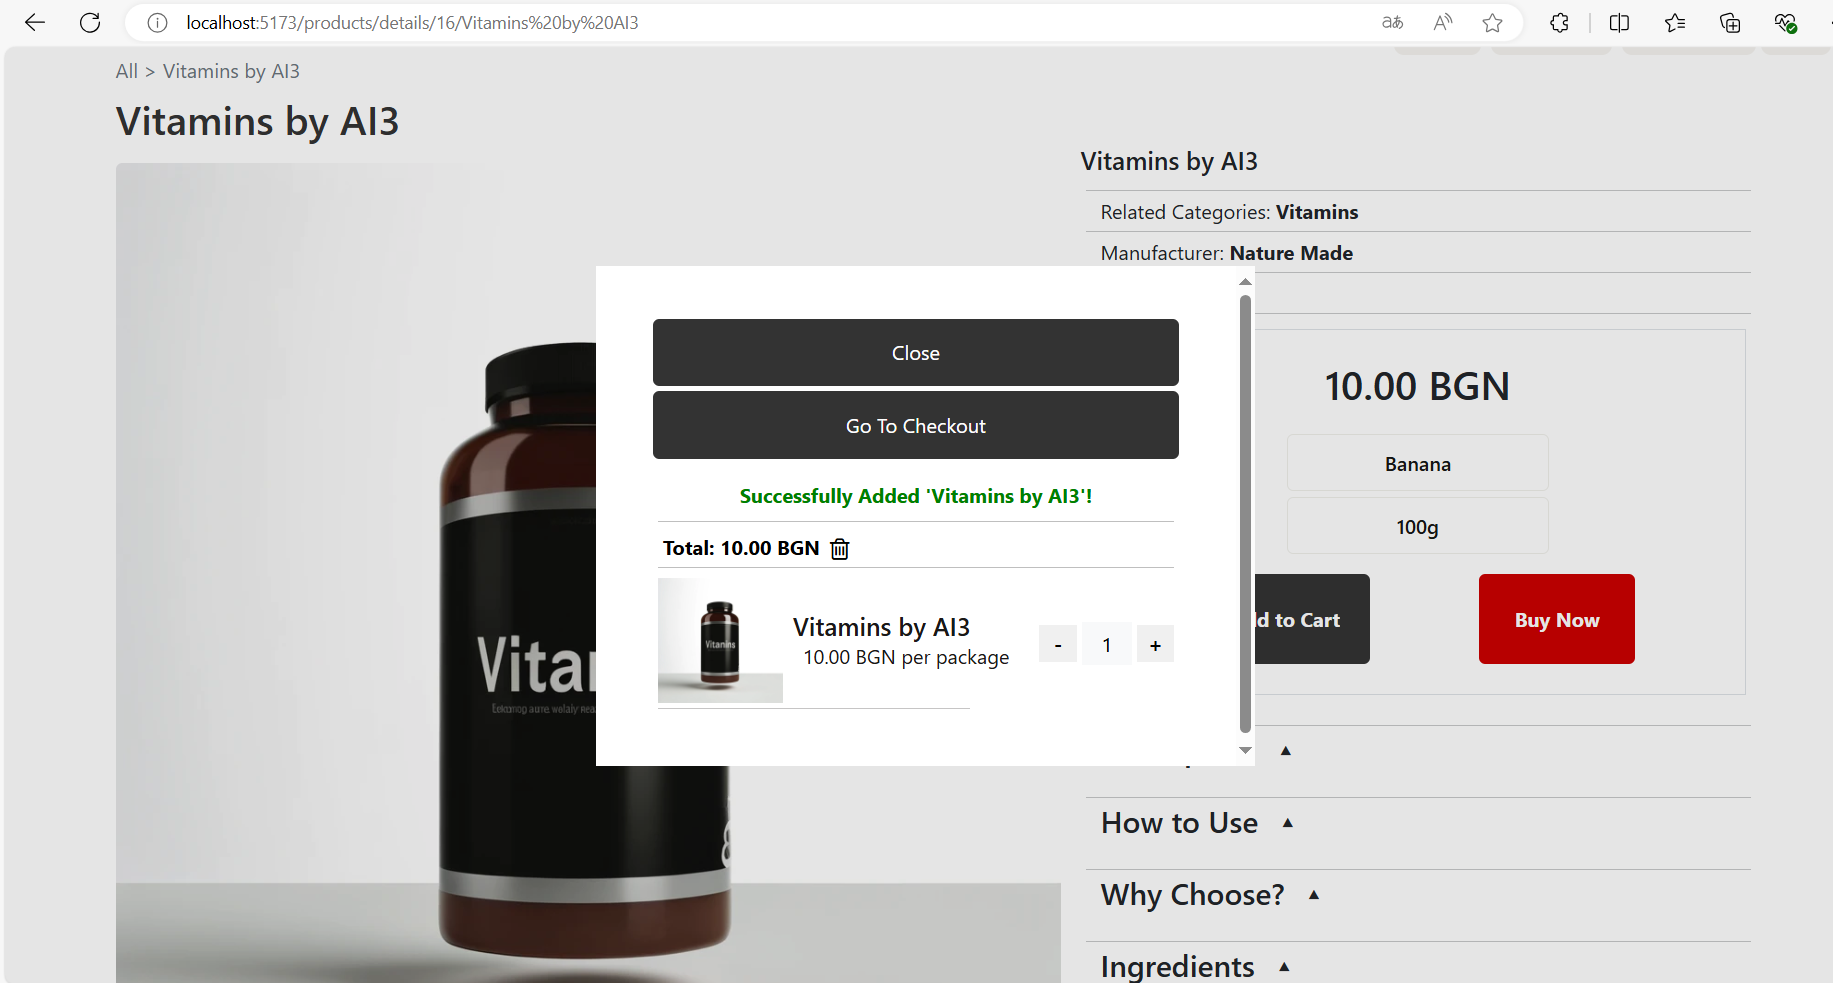 localhost:5173/products/details/16/Vitamins%20by%20AI3
All > Vitamins by AI3
Vitamins by AI3
Vitamins by AI3
Related Categories: Vitamins
Manufacturer: Nature Made
Close
Go To Checkout
Successfully Added 'Vitamins by AI3'!
Total: 10.00 BGN
Vitamins
Vitamins by AI3
10.00 BGN per package
- 1 +
10.00 BGN
Banana
100g
d to Cart
Buy Now
Vita
How to Use ▲
Why Choose? ▲
Ingredients ▲